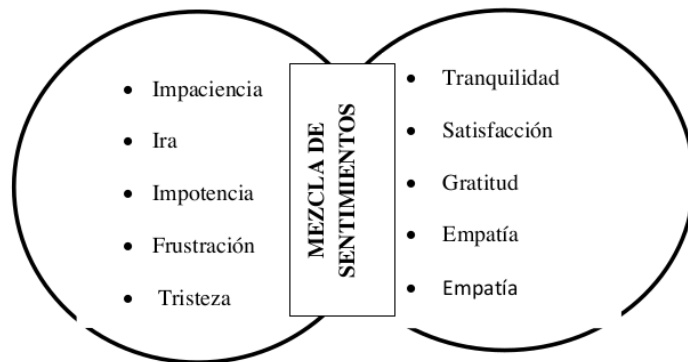 Impaciencia
Ira
Impotencia
Frustración
Tristeza
MEZCLA DE
SENTIMIENTOS
Tranquilidad
Satisfacción
Gratitud
Empatía
Empatía